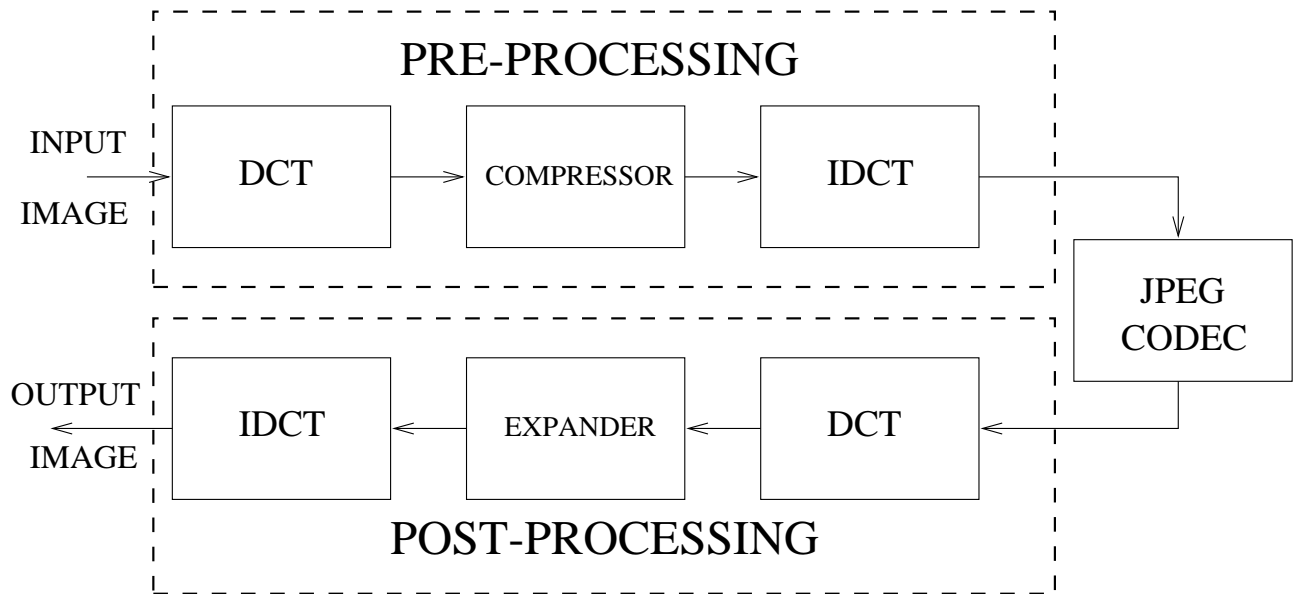 PRE-PROCESSING
INPUT
IMAGE
DCT
COMPRESSOR
IDCT
JPEG
CODEC
OUTPUT
IMAGE
IDCT
EXPANDER
DCT
POST-PROCESSING